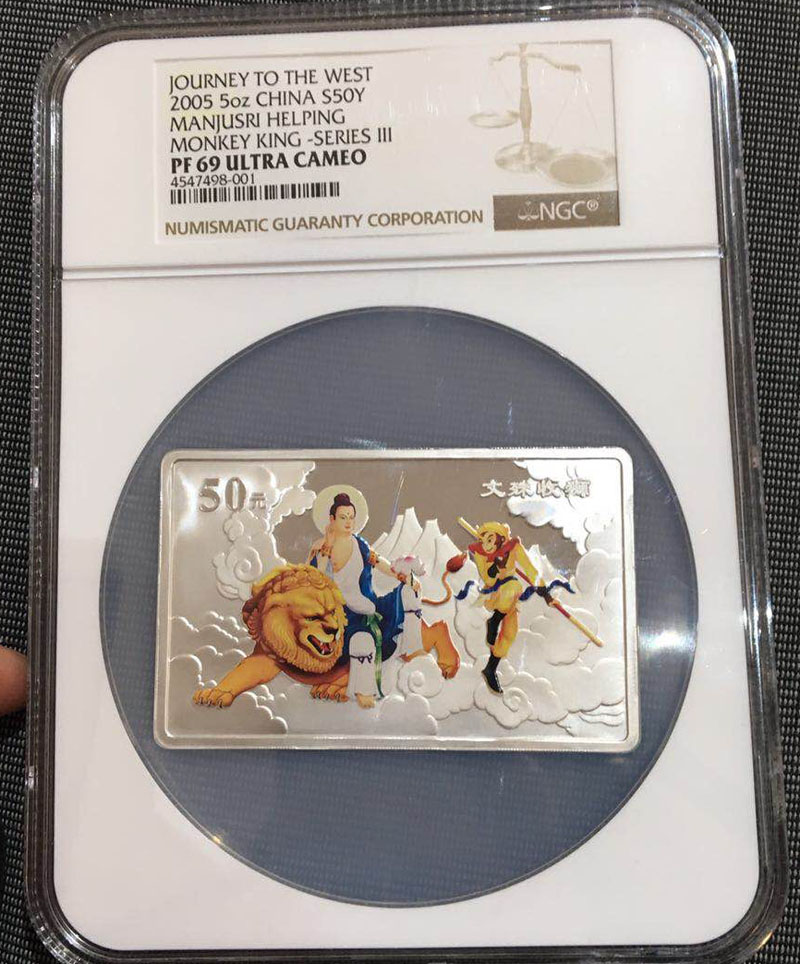 JOURNEY TO THE WEST
2005 5oz CHINA S50Y
MANJUSRI HELPING
MONKEY KING -SERIES III
PF 69 ULTRA CAMEO
4547498-001
NUMISMATIC GUARANTY CORPORATION
NGC®
50元
文殊收狮